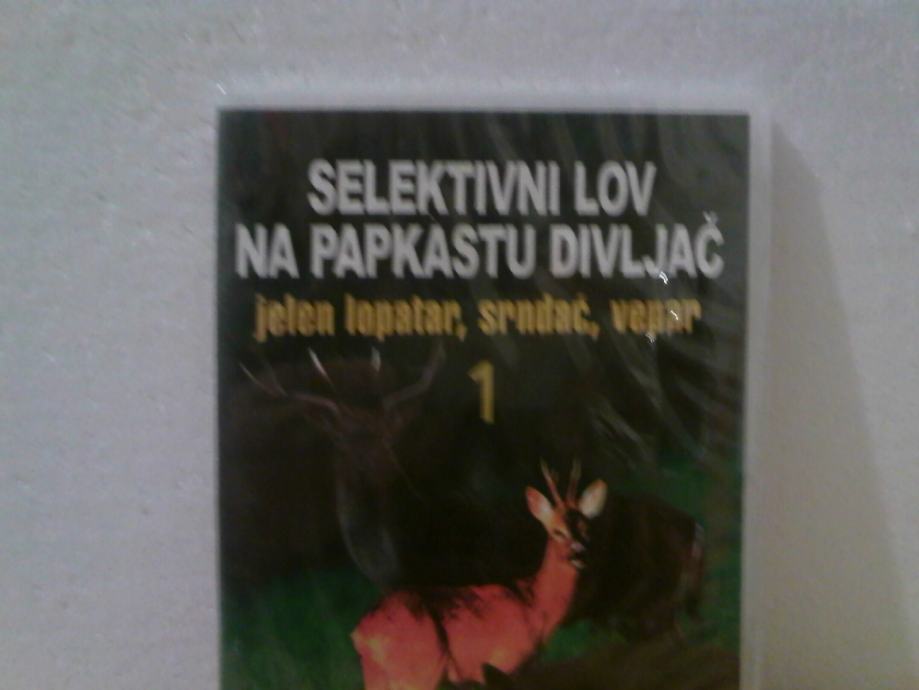 SELEKTIVNI LOV
NA PAPKASTU DIVLJAČ
jelen lopatar, srndać, vepar
1